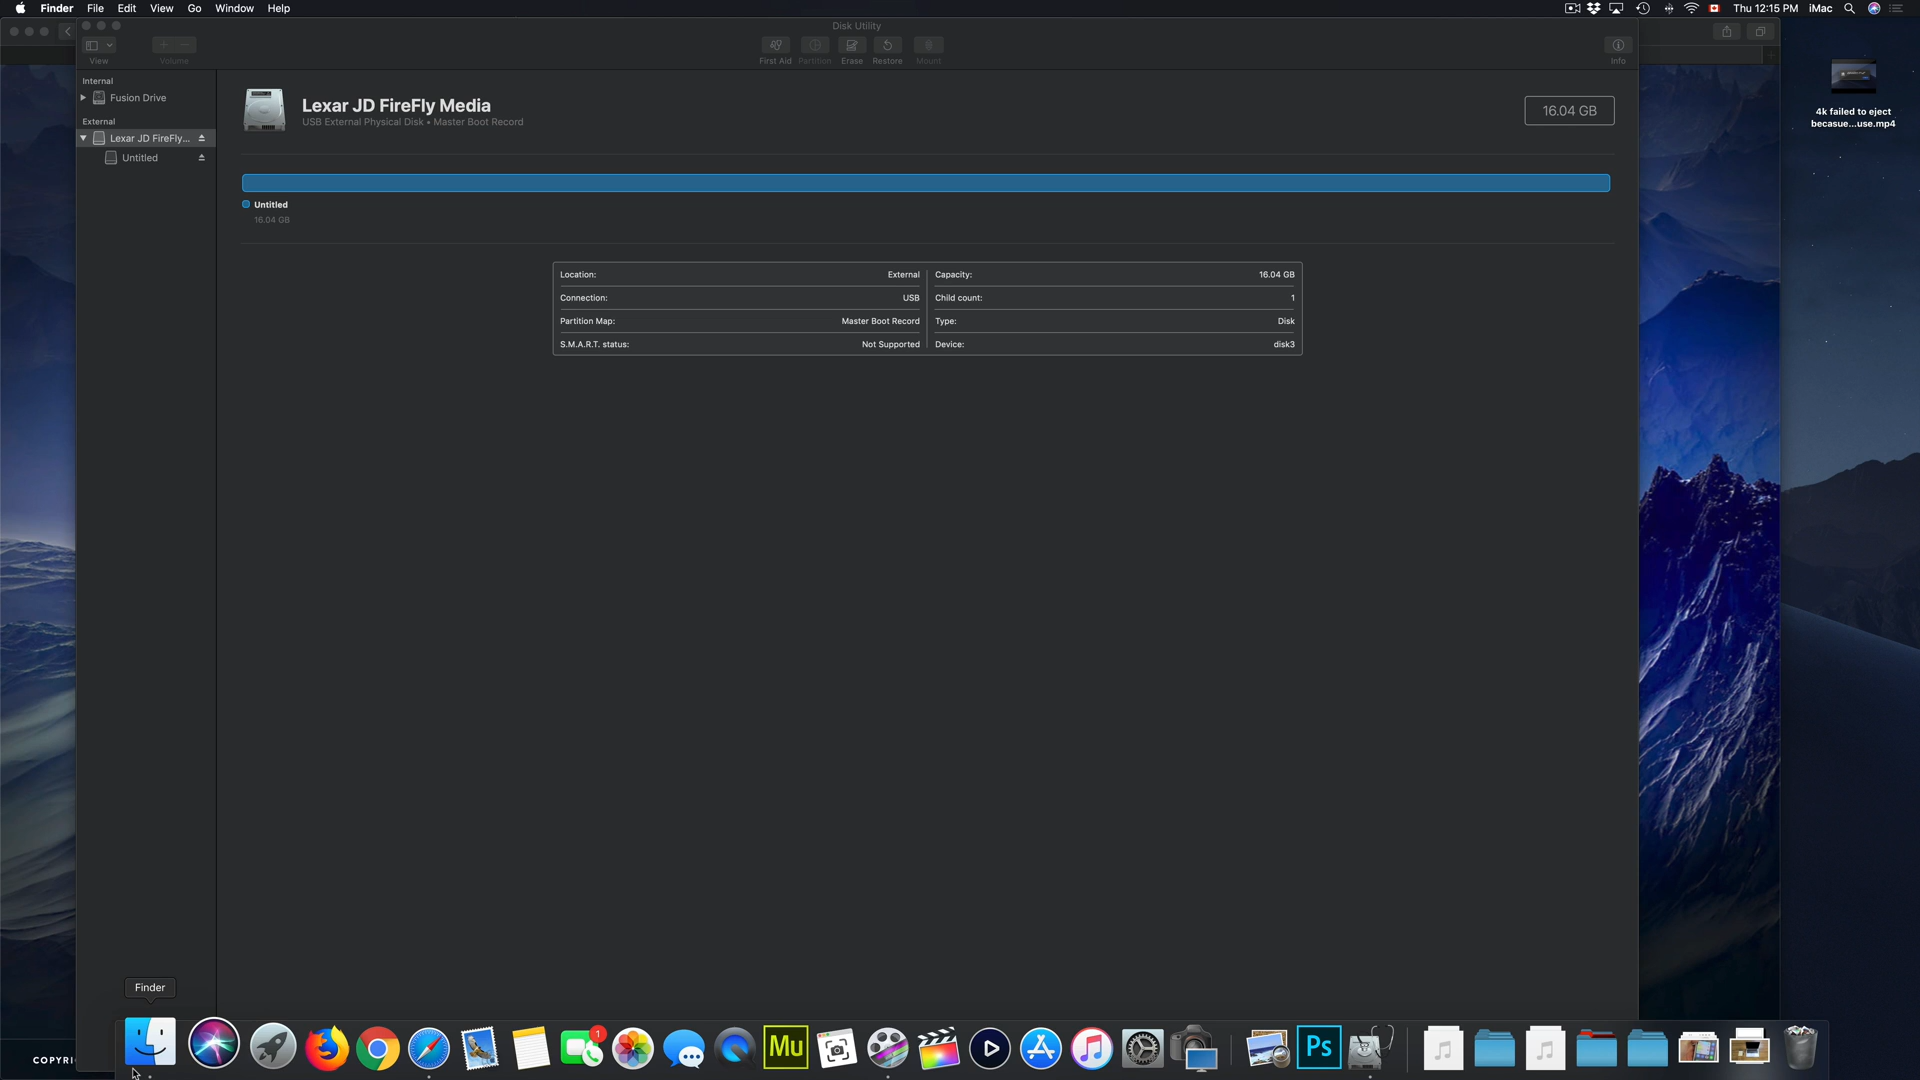 Finder File Edit View Go Window Help
Thu 12:15 PM iMac
Disk Utility
View
Volume
First Aid
Partition
Erase
Restore
Mount
Info
Internal
Fusion Drive
External
Lexar JD FireFly...
Untitled
Lexar JD FireFly Media
USB External Physical Disk • Master Boot Record
16.04 GB
Untitled
16.04 GB
Location: External
Connection: USB
Partition Map: Master Boot Record
S.M.A.R.T. status: Not Supported
Capacity: 16.04 GB
Child count: 1
Type: Disk
Device: disk3
4k failed to eject
becasue...use.mp4
Finder
COPYRI
1
Mu
Ps